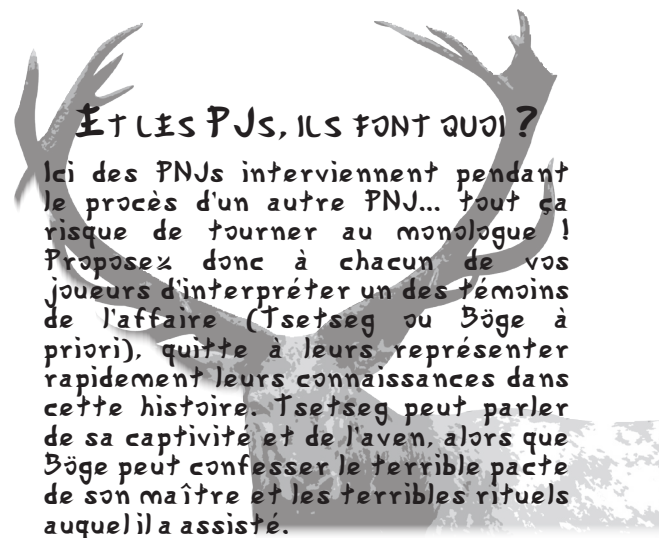 Et les PJs, ils font quoi ?
Ici des PNJs interviennent pendant
le procès d'un autre PNJ... tout ça
risque de tourner au monologue !
Proposez donc à chacun de vos
joueurs d'interpréter un des témoins
de l'affaire (Tsetseg ou Böge à
priori), quitte à leurs représenter
rapidement leurs connaissances dans
cette histoire. Tsetseg peut parler
de sa captivité et de l'aven, alors que
Böge peut confesser le terrible pacte
de son maître et les terribles rituels
auquel il a assisté.